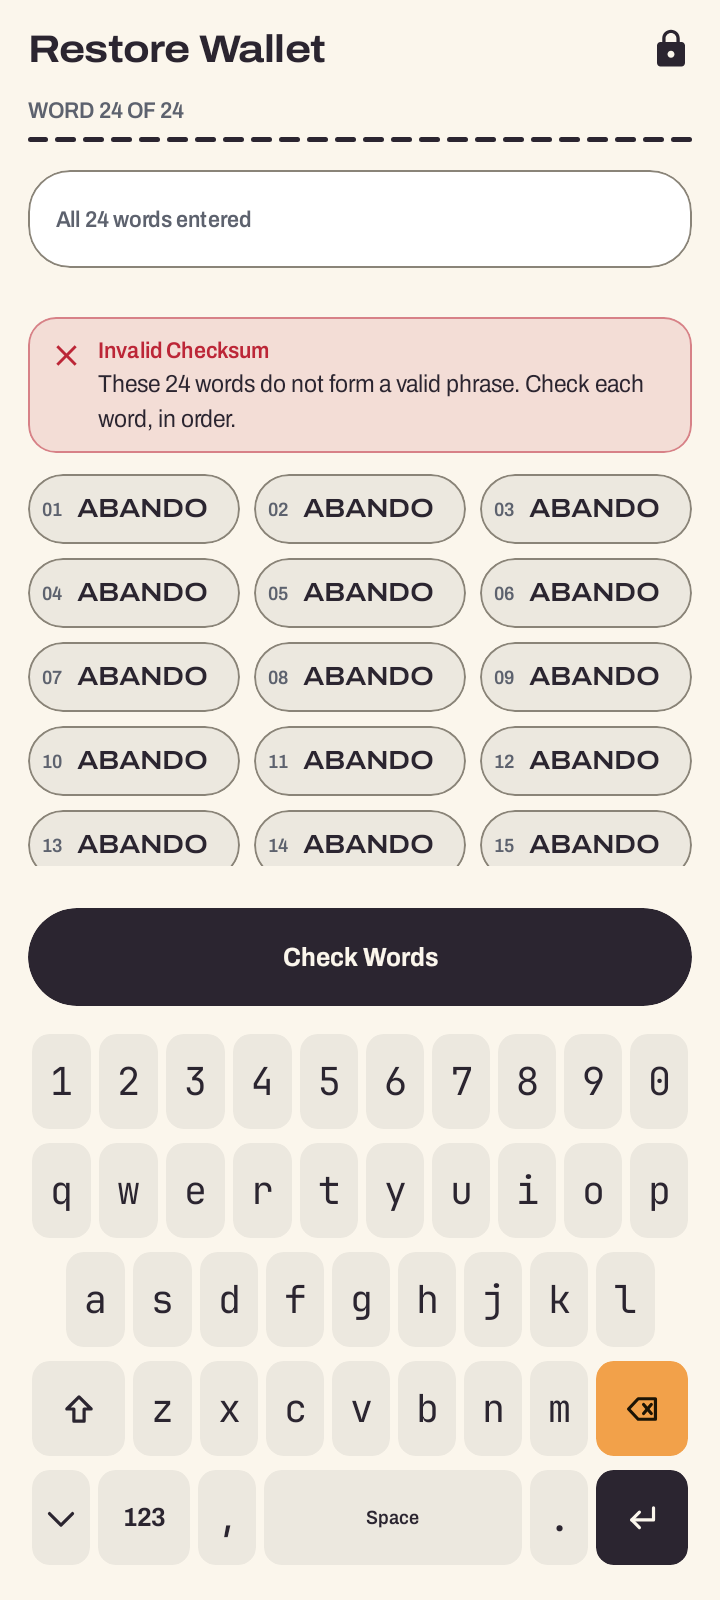 Restore Wallet
WORD 24 OF 24
All 24 words entered
Invalid Checksum
These 24 words do not form a valid phrase. Check each
word, in order.
01 ABANDO 02 ABANDO 03 ABANDO
04 ABANDO 05 ABANDO 06 ABANDO
07 ABANDO 08 ABANDO 09 ABANDO
10 ABANDO 11 ABANDO 12 ABANDO
13 ABANDO 14 ABANDO 15 ABANDO
Check Words
1 2 3 4 5 6 7 8 9 0
q w e r t y u i o p
a s d f g h j k l
z x c v b n m
123 , Space .